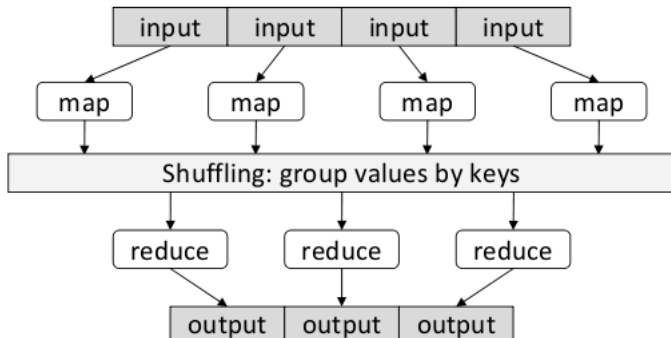 input input input input
map map map map
Shuffling: group values by keys
reduce reduce reduce
output output output